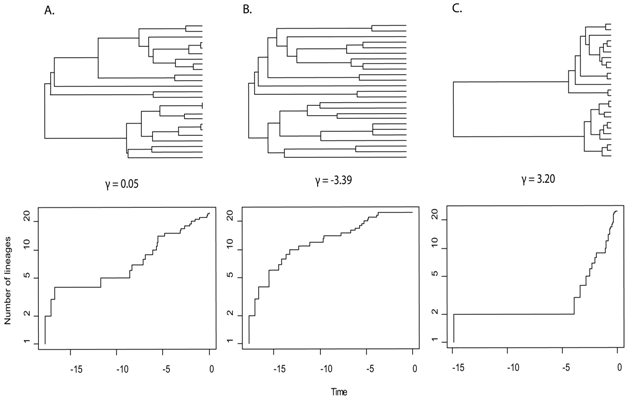 A. B. C.
γ = 0.05 γ = -3.39 γ = 3.20
Number of lineages
20 20 20
10 10 10
5 5 5
2 2 2
1 1 1
-15 -10 -5 0 -15 -10 -5 0 -15 -10 -5 0
Time